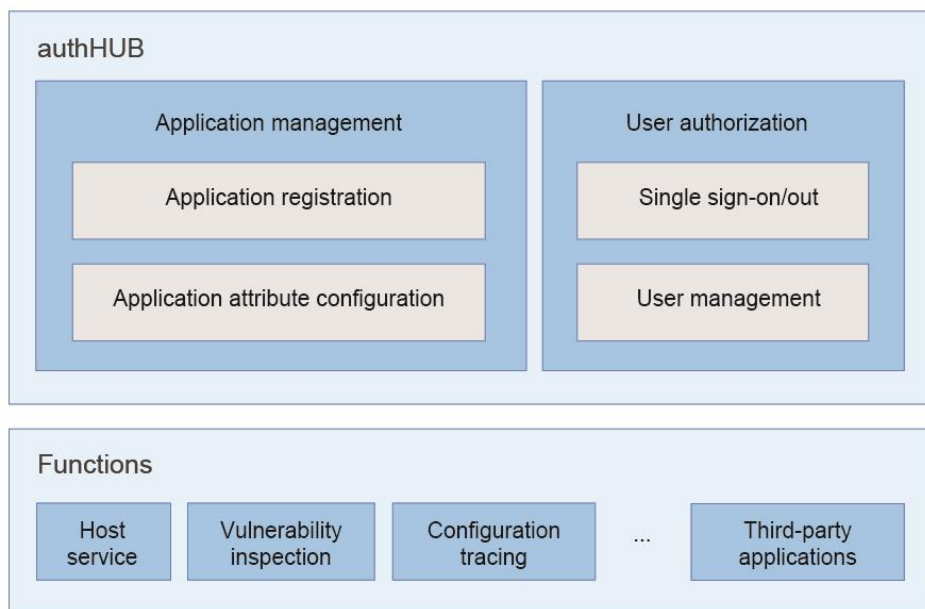 authHUB
Application management
Application registration
Application attribute configuration
User authorization
Single sign-on/out
User management
Functions
Host
service
Vulnerability
inspection
Configuration
tracing
...
Third-party
applications